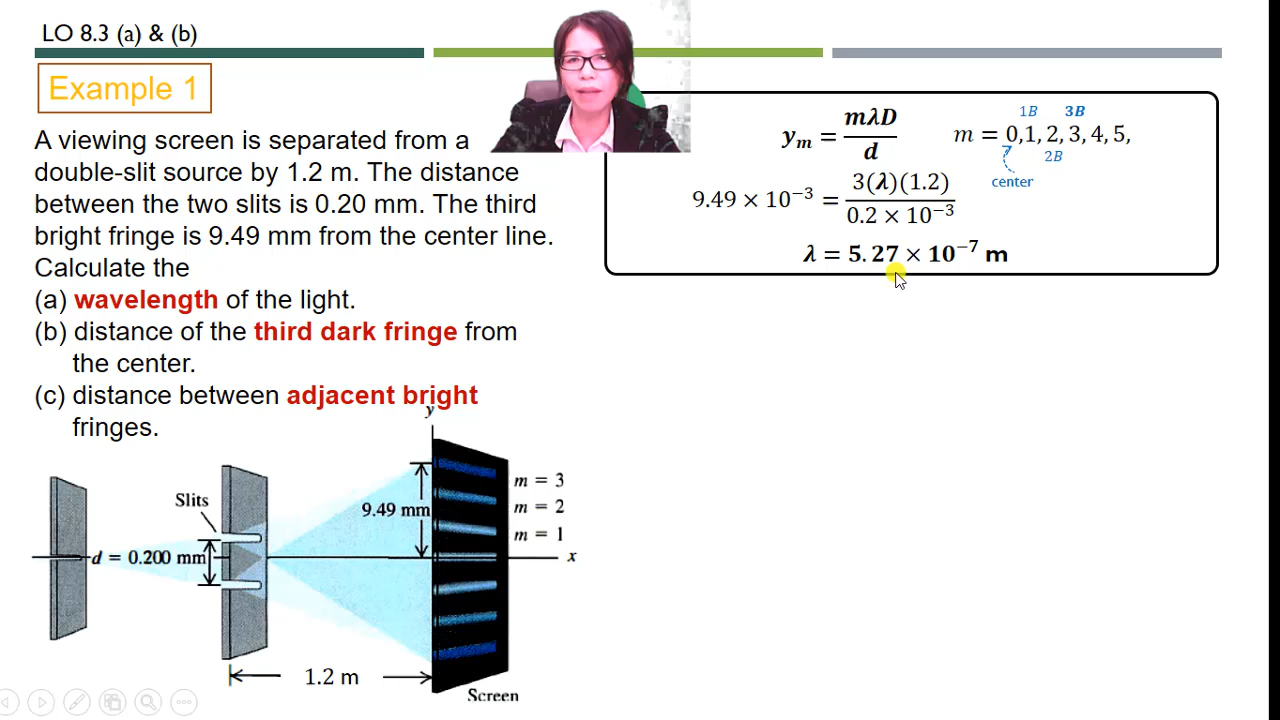 LO 8.3 (a) & (b)
Example 1
A viewing screen is separated from a
double-slit source by 1.2 m. The distance
between the two slits is 0.20 mm. The third
bright fringe is 9.49 mm from the center line.
Calculate the
(a) wavelength of the light.
(b) distance of the third dark fringe from
the center.
(c) distance between adjacent bright
fringes.
yₘ = mλD / d
1B 3B
m = 0,1, 2, 3, 4, 5,
2B
center
9.49 × 10⁻³ = 3(λ)(1.2) / 0.2 × 10⁻³
λ = 5.27 × 10⁻⁷ m
y
Slits
9.49 mm
m = 3
m = 2
m = 1
d = 0.200 mm
x
1.2 m
Screen